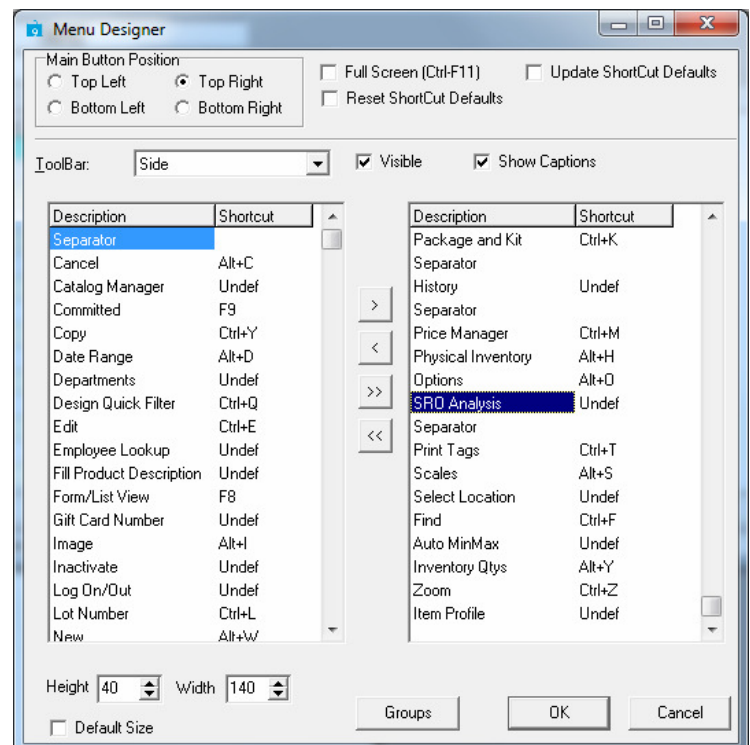 Menu Designer
Main Button Position
Top Left Top Right
Bottom Left Bottom Right
Full Screen (Ctrl-F11) Update ShortCut Defaults
Reset ShortCut Defaults
ToolBar: Side Visible Show Captions
Description Shortcut
Separator
Cancel Alt+C
Catalog Manager Undef
Committed F9
Copy Ctrl+Y
Date Range Alt+D
Departments Undef
Design Quick Filter Ctrl+Q
Edit Ctrl+E
Employee Lookup Undef
Fill Product Description Undef
Form/List View F8
Gift Card Number Undef
Image Alt+I
Inactivate Undef
Log On/Out Undef
Lot Number Ctrl+L
New Alt+W
>
<
>>
<<
Description Shortcut
Package and Kit Ctrl+K
Separator
History Undef
Separator
Price Manager Ctrl+M
Physical Inventory Alt+H
Options Alt+O
SRO Analysis Undef
Separator
Print Tags Ctrl+T
Scales Alt+S
Select Location Undef
Find Ctrl+F
Auto MinMax Undef
Inventory Qtys Alt+Y
Zoom Ctrl+Z
Item Profile Undef
Height 40 Width 140
Default Size
Groups OK Cancel